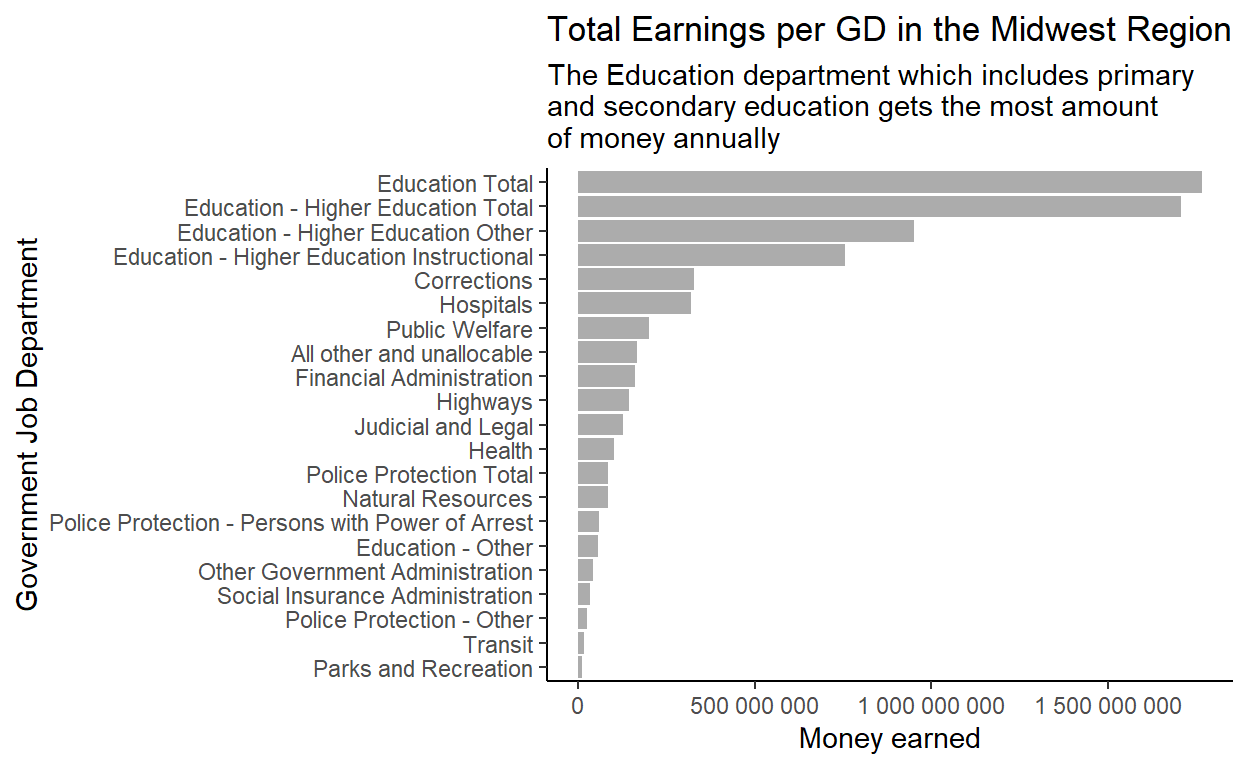 Total Earnings per GD in the Midwest Region
The Education department which includes primary
and secondary education gets the most amount
of money annually
Government Job Department
Education Total
Education - Higher Education Total
Education - Higher Education Other
Education - Higher Education Instructional
Corrections
Hospitals
Public Welfare
All other and unallocable
Financial Administration
Highways
Judicial and Legal
Health
Police Protection Total
Natural Resources
Police Protection - Persons with Power of Arrest
Education - Other
Other Government Administration
Social Insurance Administration
Police Protection - Other
Transit
Parks and Recreation
0 500 000 000 1 000 000 000 1 500 000 000
Money earned